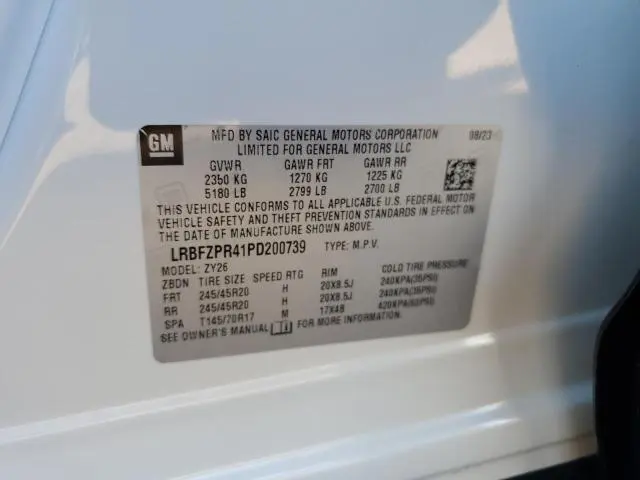 GM
MFD BY SAIC GENERAL MOTORS CORPORATION 08/23
LIMITED FOR GENERAL MOTORS LLC
GVWR GAWR FRT GAWR RR
2350 KG 1270 KG 1225 KG
5180 LB 2799 LB 2700 LB
THIS VEHICLE CONFORMS TO ALL APPLICABLE U.S. FEDERAL MOTOR
VEHICLE SAFETY AND THEFT PREVENTION STANDARDS IN EFFECT ON
THE DATE OF MANUFACTURE SHOWN ABOVE.
LRBFZPR41PD200739 TYPE: M.P.V.
MODEL: ZY26
ZBDN TIRE SIZE SPEED RTG RIM COLD TIRE PRESSURE
FRT 245/45R20 H 20X8.5J 240KPA(35PSI)
RR 245/45R20 H 20X8.5J 240KPA(35PSI)
SPA T145/70R17 M 17X4B 420KPA(60PSI)
SEE OWNER'S MANUAL FOR MORE INFORMATION.